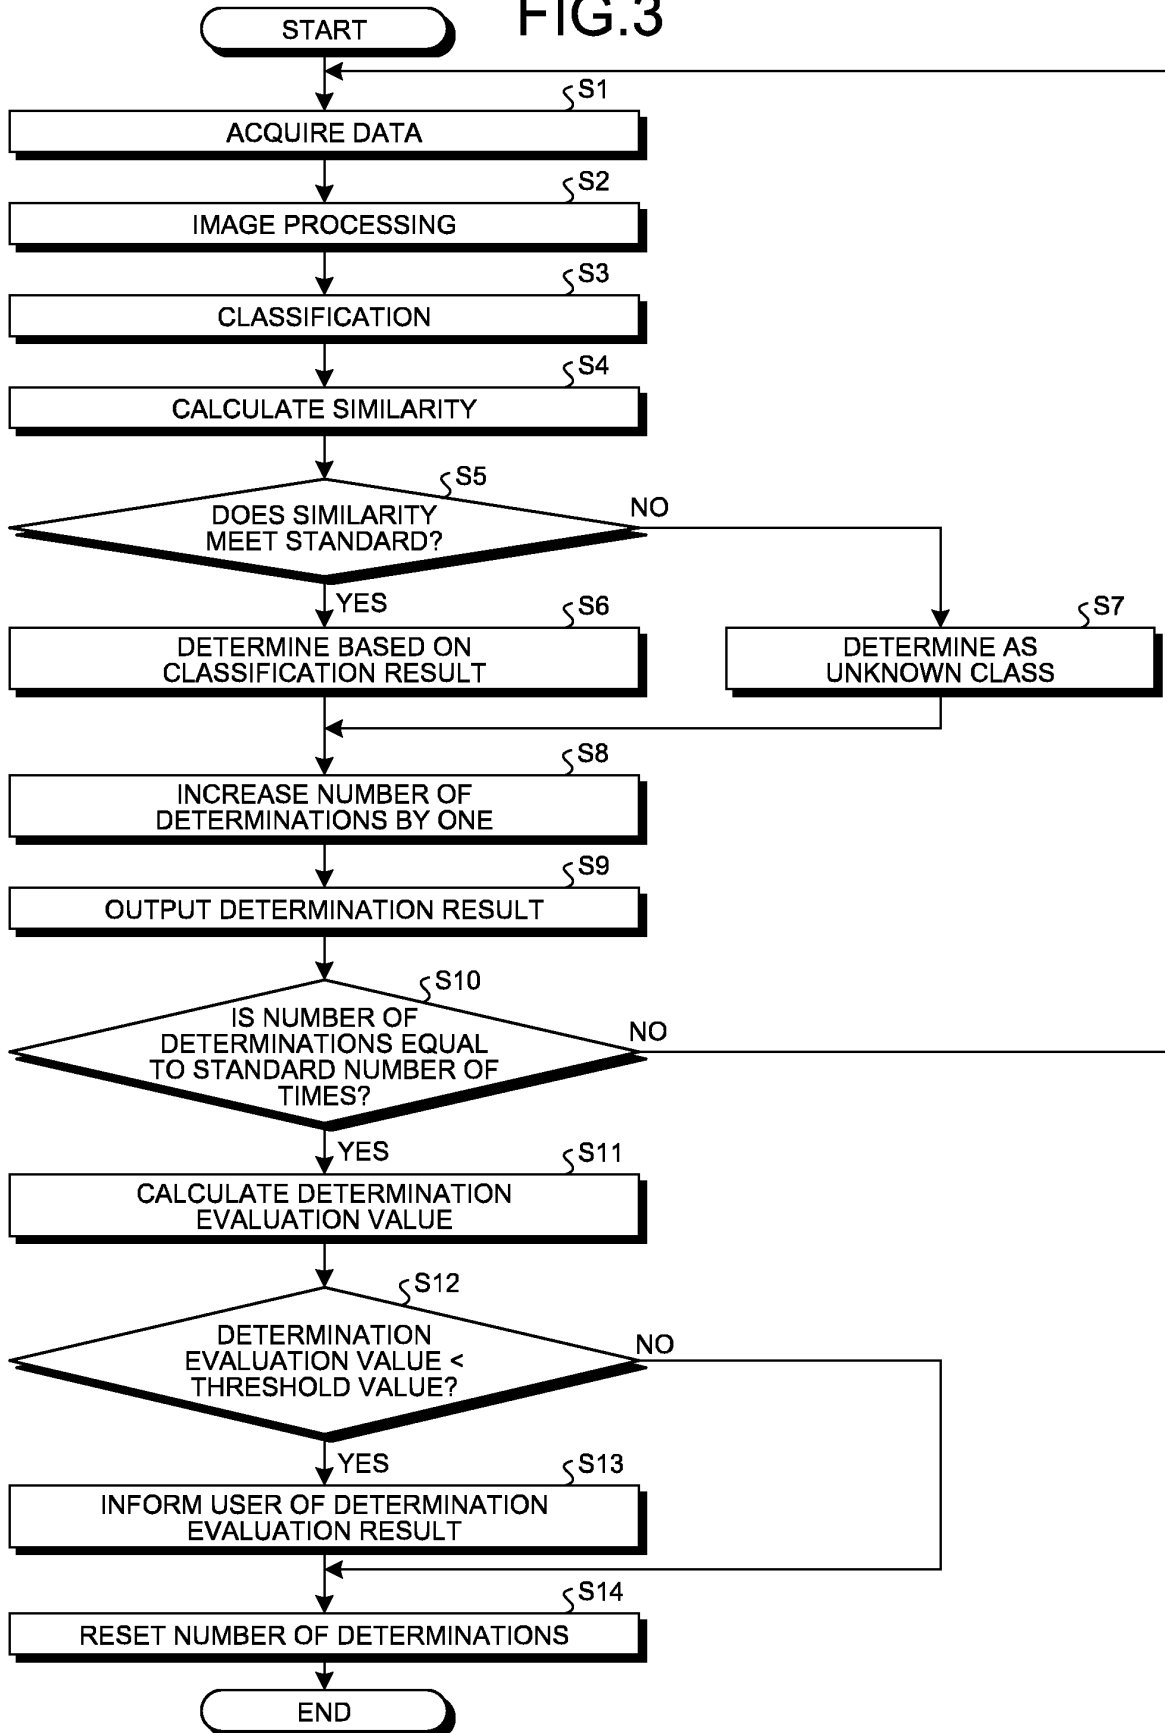 FIG.3
START
S1
ACQUIRE DATA
S2
IMAGE PROCESSING
S3
CLASSIFICATION
S4
CALCULATE SIMILARITY
S5
DOES SIMILARITY
MEET STANDARD?
NO
YES
S6
DETERMINE BASED ON
CLASSIFICATION RESULT
S7
DETERMINE AS
UNKNOWN CLASS
S8
INCREASE NUMBER OF
DETERMINATIONS BY ONE
S9
OUTPUT DETERMINATION RESULT
S10
IS NUMBER OF
DETERMINATIONS EQUAL
TO STANDARD NUMBER OF
TIMES?
NO
YES
S11
CALCULATE DETERMINATION
EVALUATION VALUE
S12
DETERMINATION
EVALUATION VALUE <
THRESHOLD VALUE?
NO
YES
S13
INFORM USER OF DETERMINATION
EVALUATION RESULT
S14
RESET NUMBER OF DETERMINATIONS
END